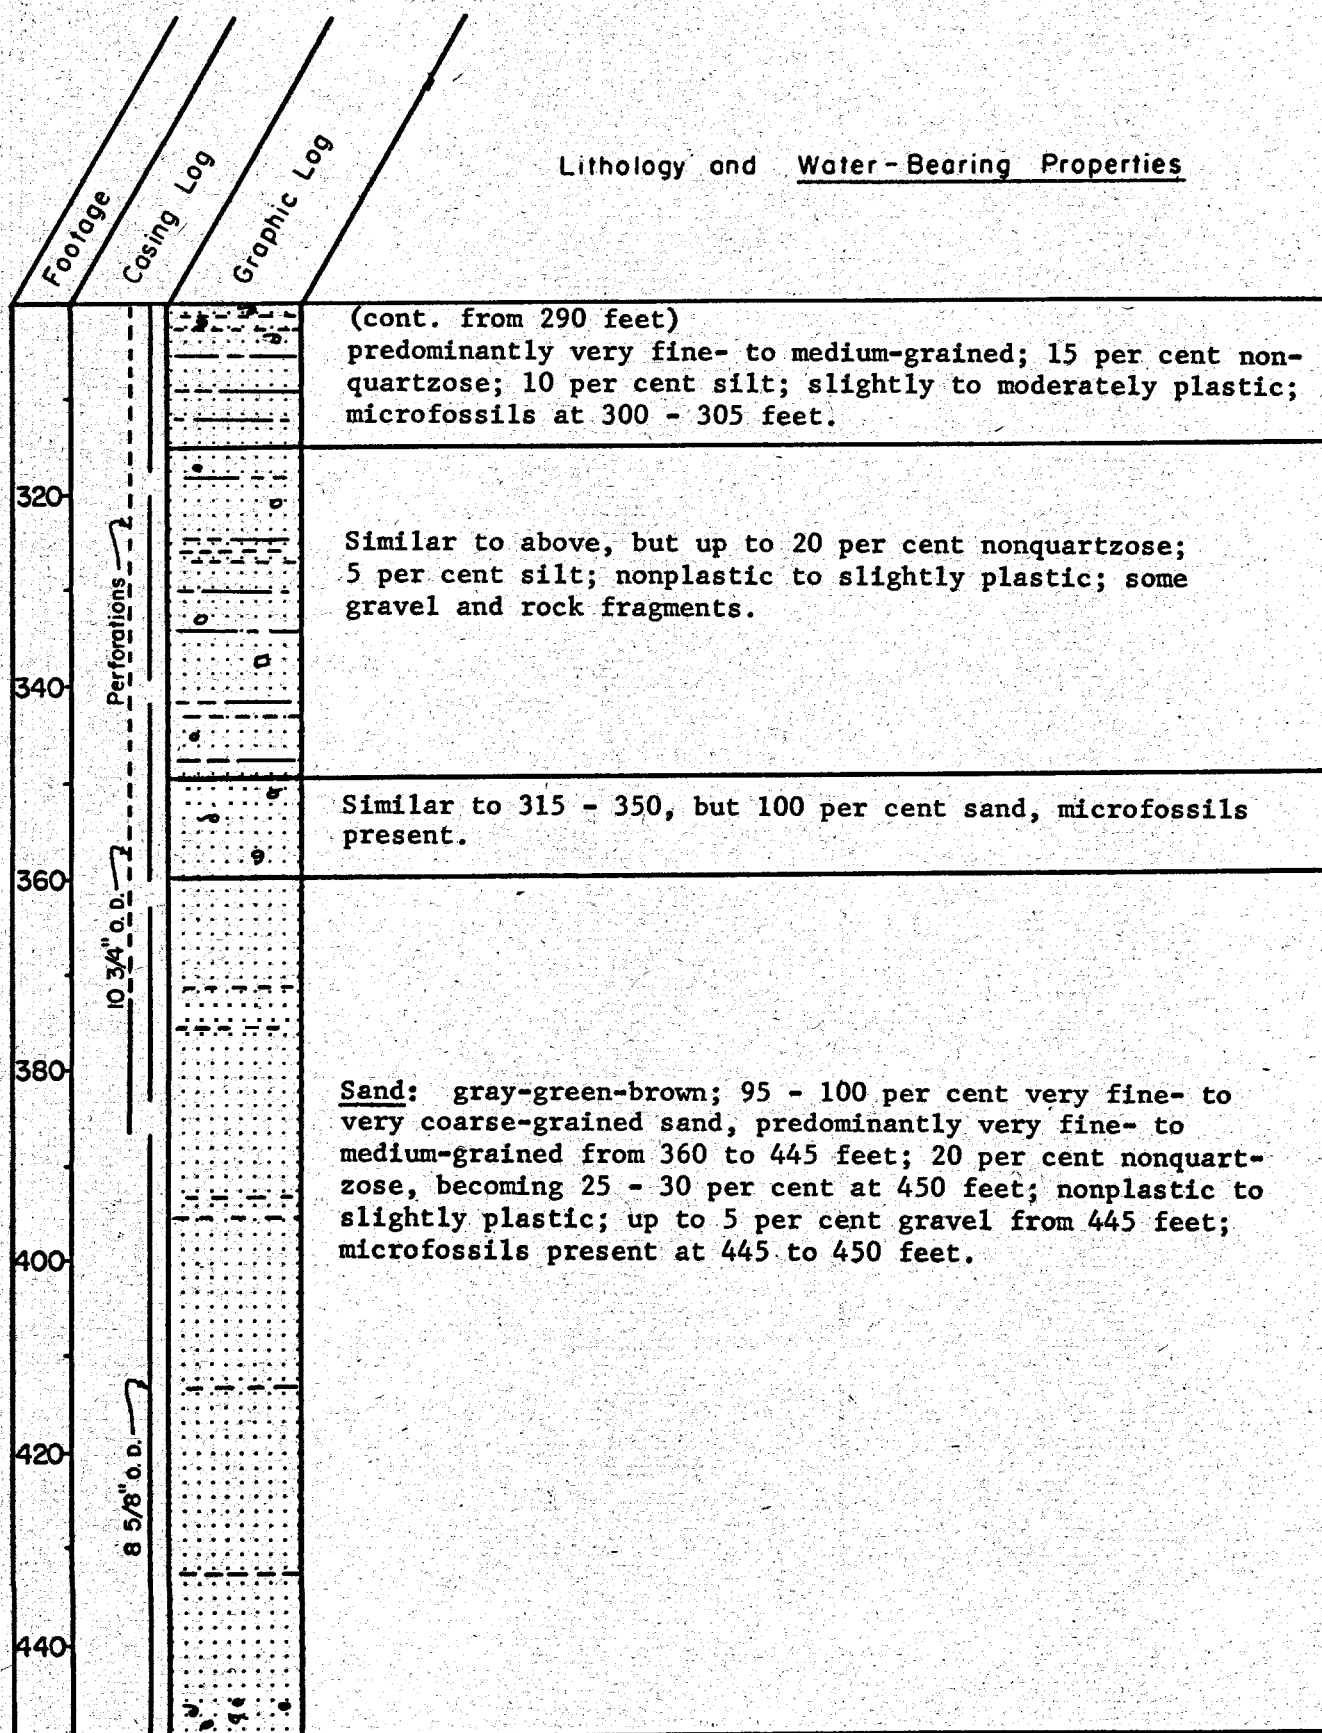 Footage
Casing Log
Graphic Log
Lithology and Water-Bearing Properties
(cont. from 290 feet)
predominantly very fine- to medium-grained; 15 per cent non-
quartzose; 10 per cent silt; slightly to moderately plastic;
microfossils at 300 - 305 feet.
320
Perforations
Similar to above, but up to 20 per cent nonquartzose;
5 per cent silt; nonplastic to slightly plastic; some
gravel and rock fragments.
340
Similar to 315 - 350, but 100 per cent sand, microfossils
present.
360
10 3/4" O.D.
380
Sand: gray-green-brown; 95 - 100 per cent very fine- to
very coarse-grained sand, predominantly very fine- to
medium-grained from 360 to 445 feet; 20 per cent nonquart-
zose, becoming 25 - 30 per cent at 450 feet; nonplastic to
slightly plastic; up to 5 per cent gravel from 445 feet;
microfossils present at 445 to 450 feet.
400
8 5/8" O.D.
420
440